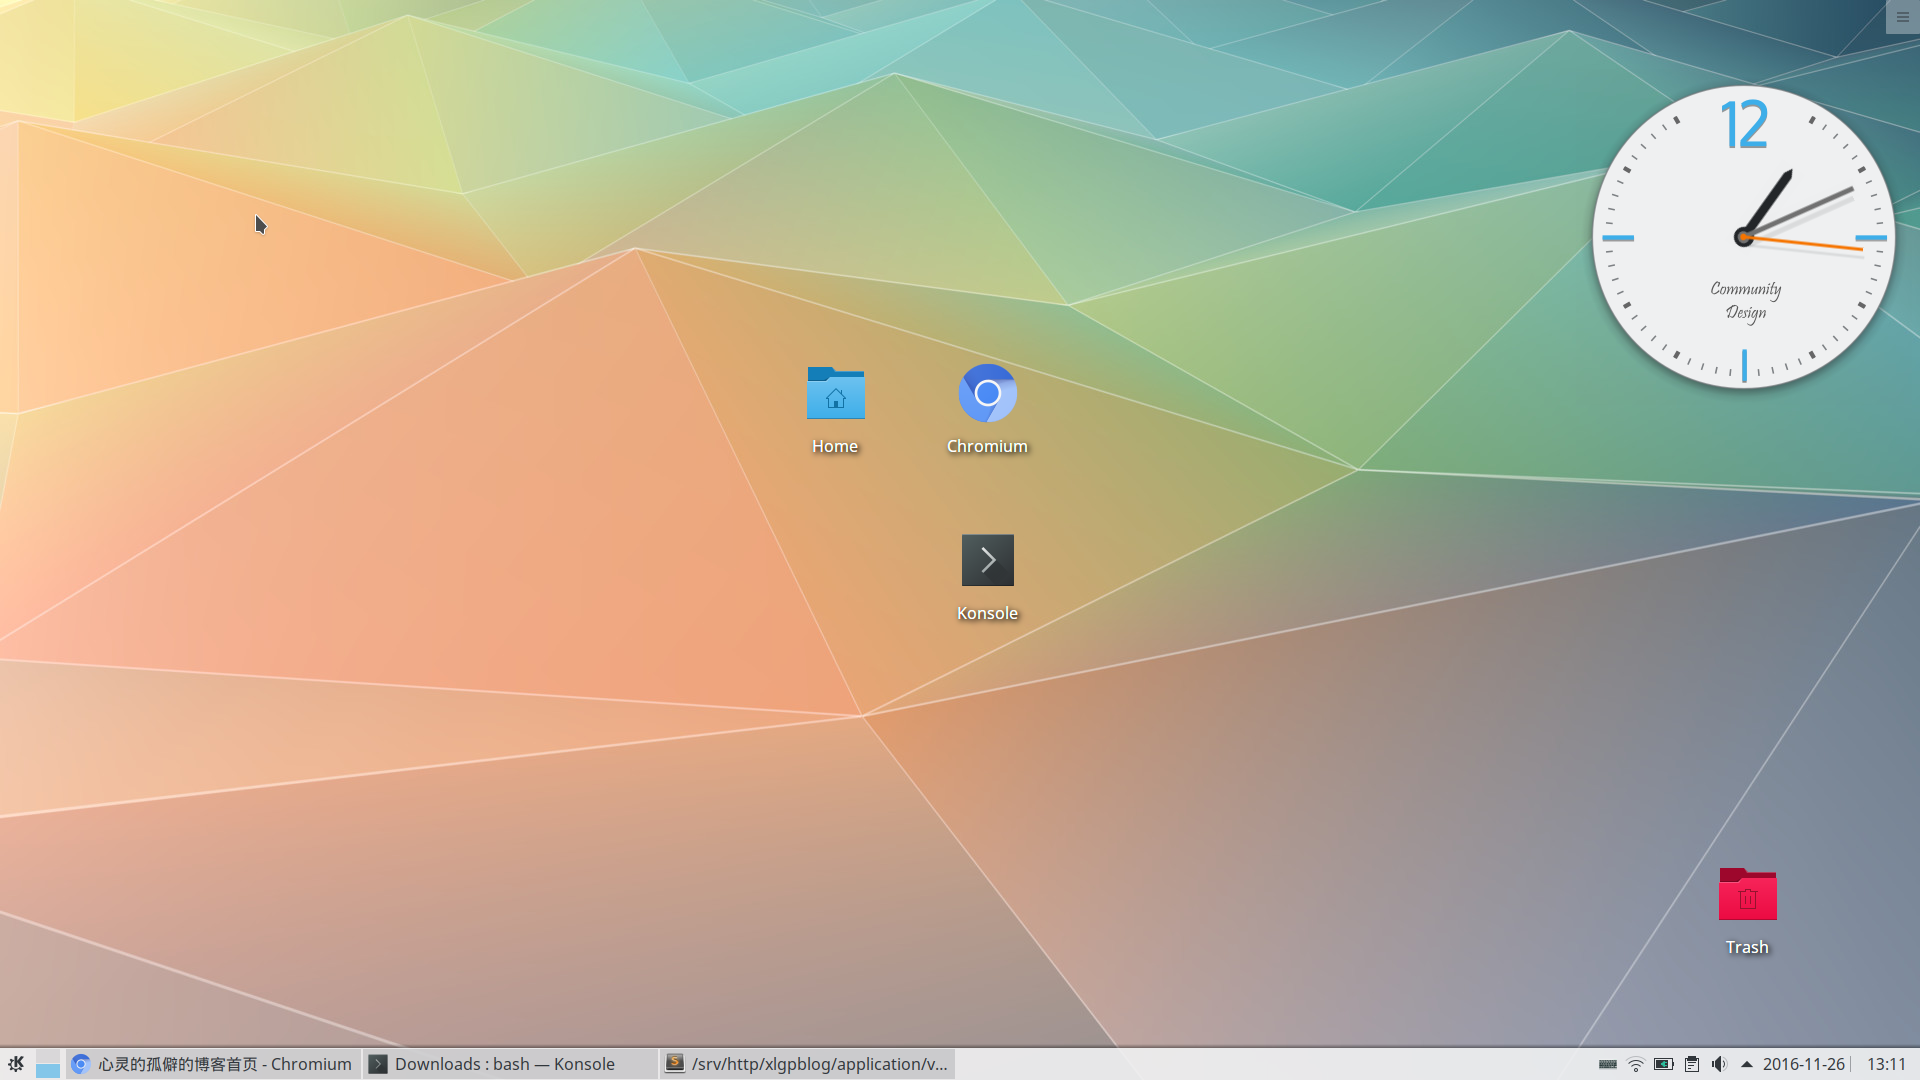 12
Community
Design
Home
Chromium
Konsole
Trash
心灵的孤僻的博客首页 - Chromium
Downloads : bash — Konsole
/srv/http/xlgpblog/application/v...
2016-11-26
13:11